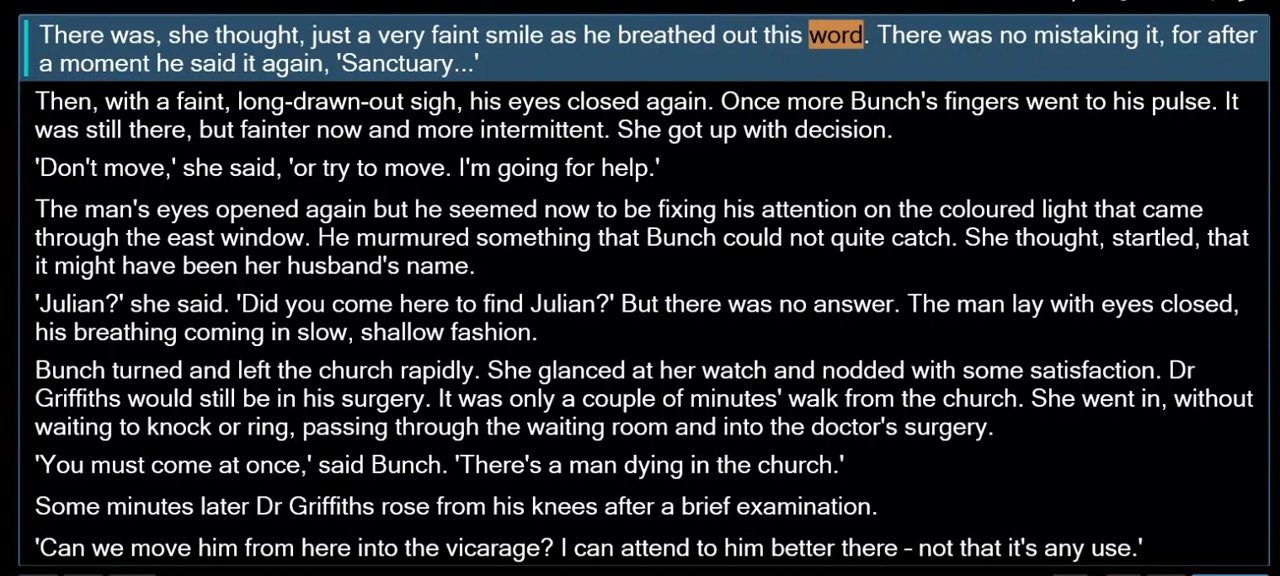 There was, she thought, just a very faint smile as he breathed out this word. There was no mistaking it, for after
a moment he said it again, 'Sanctuary...'
Then, with a faint, long-drawn-out sigh, his eyes closed again. Once more Bunch's fingers went to his pulse. It
was still there, but fainter now and more intermittent. She got up with decision.
'Don't move,' she said, 'or try to move. I'm going for help.'
The man's eyes opened again but he seemed now to be fixing his attention on the coloured light that came
through the east window. He murmured something that Bunch could not quite catch. She thought, startled, that
it might have been her husband's name.
'Julian?' she said. 'Did you come here to find Julian?' But there was no answer. The man lay with eyes closed,
his breathing coming in slow, shallow fashion.
Bunch turned and left the church rapidly. She glanced at her watch and nodded with some satisfaction. Dr
Griffiths would still be in his surgery. It was only a couple of minutes' walk from the church. She went in, without
waiting to knock or ring, passing through the waiting room and into the doctor's surgery.
'You must come at once,' said Bunch. 'There's a man dying in the church.'
Some minutes later Dr Griffiths rose from his knees after a brief examination.
'Can we move him from here into the vicarage? I can attend to him better there - not that it's any use.'